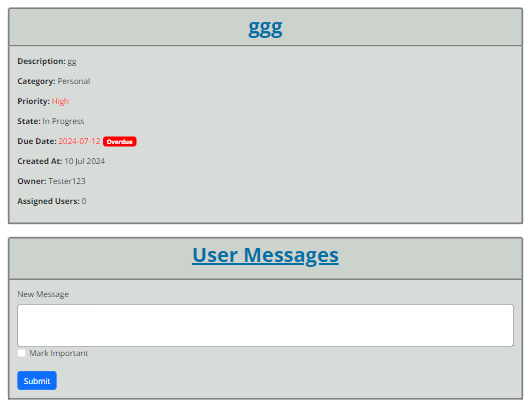 ggg
Description: gg
Category: Personal
Priority: High
State: In Progress
Due Date: 2024-07-12 Overdue
Created At: 10 Jul 2024
Owner: Tester123
Assigned Users: 0
User Messages
New Message
Mark Important
Submit